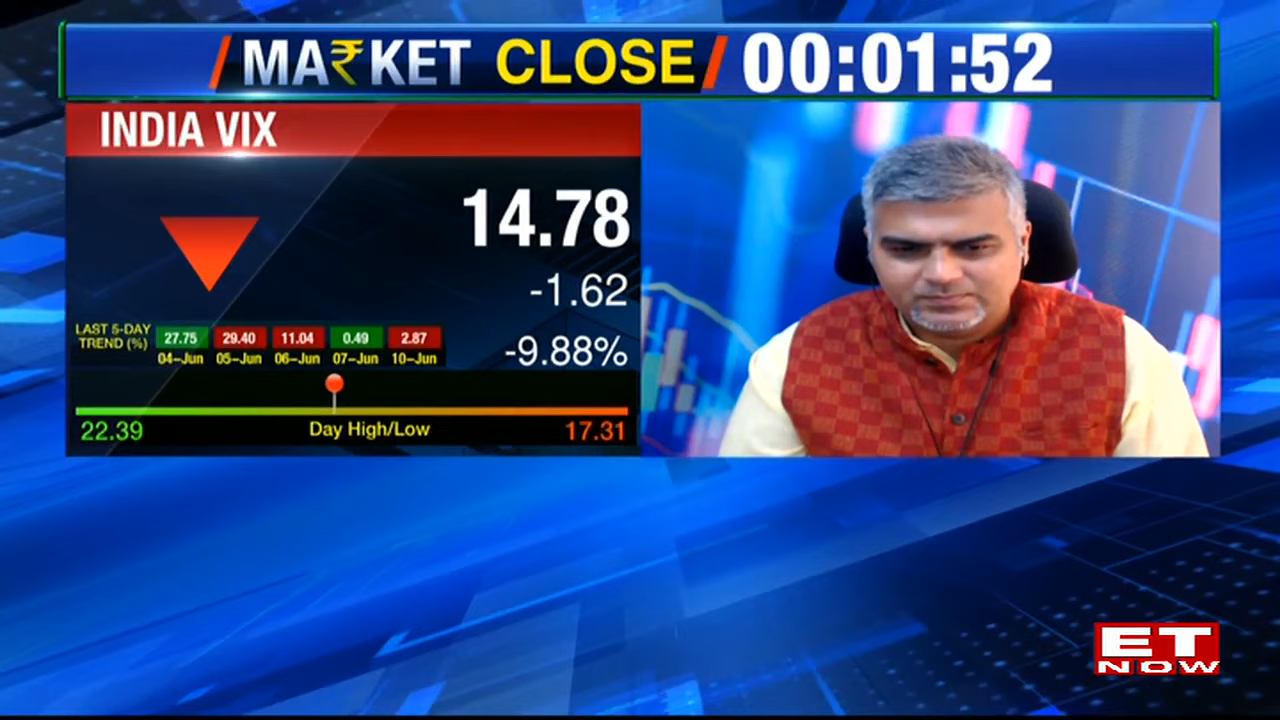 MA₹KET CLOSE 00:01:52
INDIA VIX
14.78
-1.62
-9.88%
LAST 5-DAY
TREND (%)
27.75 29.40 11.04 0.49 2.87
04-Jun 05-Jun 06-Jun 07-Jun 10-Jun
22.39 Day High/Low 17.31
ET
NOW